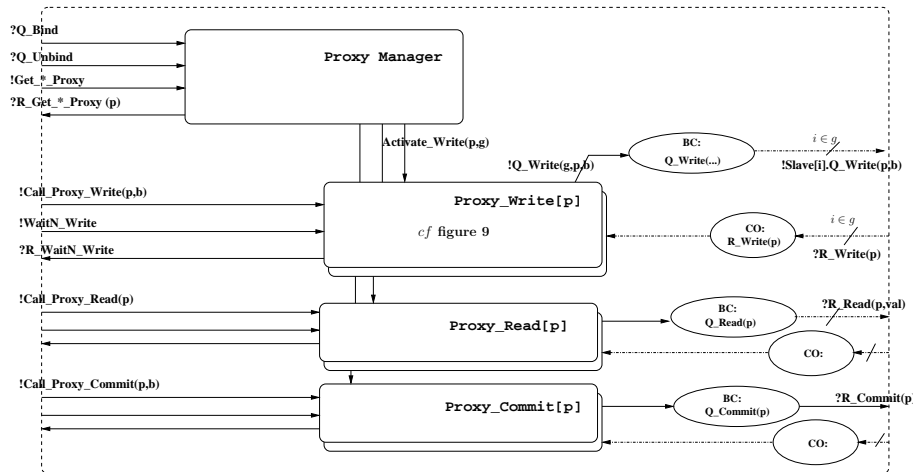 ?Q_Bind
?Q_Unbind
!Get_*_Proxy
?R_Get_*_Proxy (p)
Proxy Manager
Activate_Write(p,g)
!Q_Write(g,p,b)
BC:
Q_Write(...)
i ∈ g
!Slave[i].Q_Write(p,b)
!Call_Proxy_Write(p,b)
!WaitN_Write
?R_WaitN_Write
Proxy_Write[p]
cf figure 9
CO:
R_Write(p)
i ∈ g
?R_Write(p)
!Call_Proxy_Read(p)
Proxy_Read[p]
BC:
Q_Read(p)
?R_Read(p,val)
CO:
!Call_Proxy_Commit(p,b)
Proxy_Commit[p]
BC:
Q_Commit(p)
?R_Commit(p)
CO: